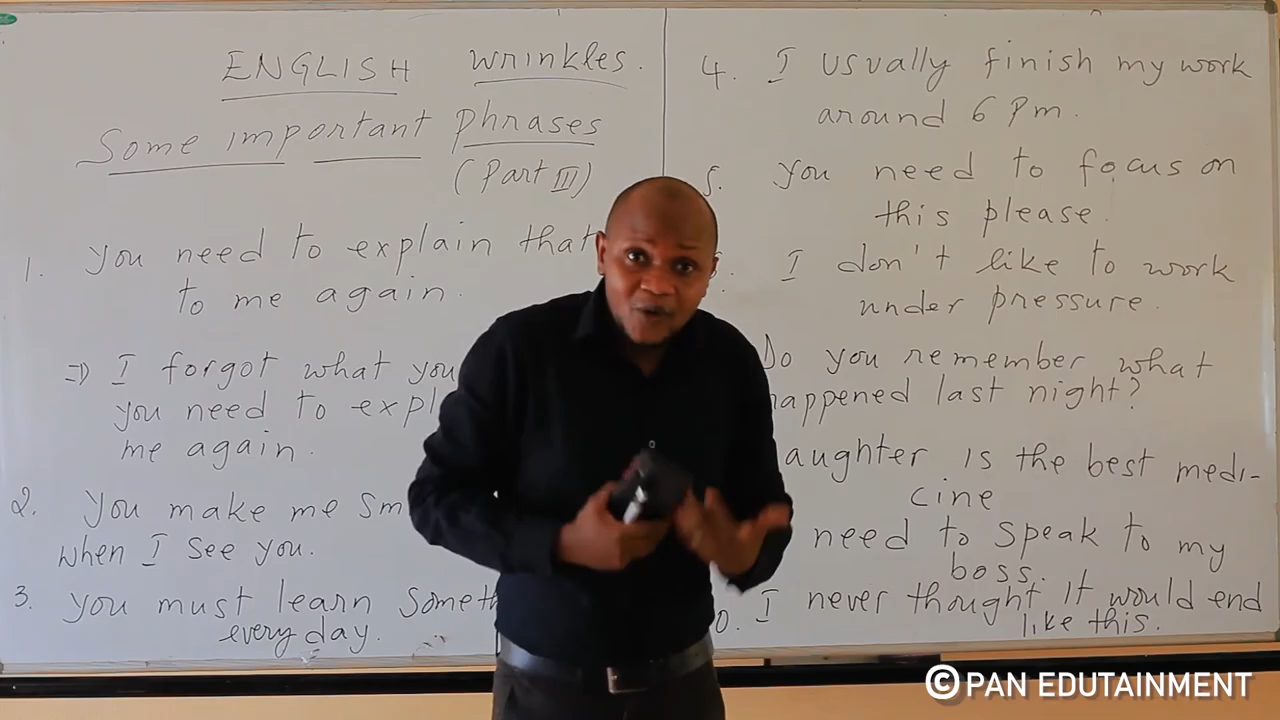 ENGLISH wrinkles.
Some important phrases
(Part III)
1. you need to explain that
to me again.
=> I forgot what you
you need to expl
me again.
2. you make me sm
when I see you.
3. you must learn someth
every day.
4. I usually finish my work
around 6 Pm.
5. you need to focus on
this please.
I don't like to work
under pressure.
Do you remember what
happened last night?
aughter is the best medi-
cine
need to speak to my
boss.
0. I never thought it would end
like this.
© PAN EDUTAINMENT